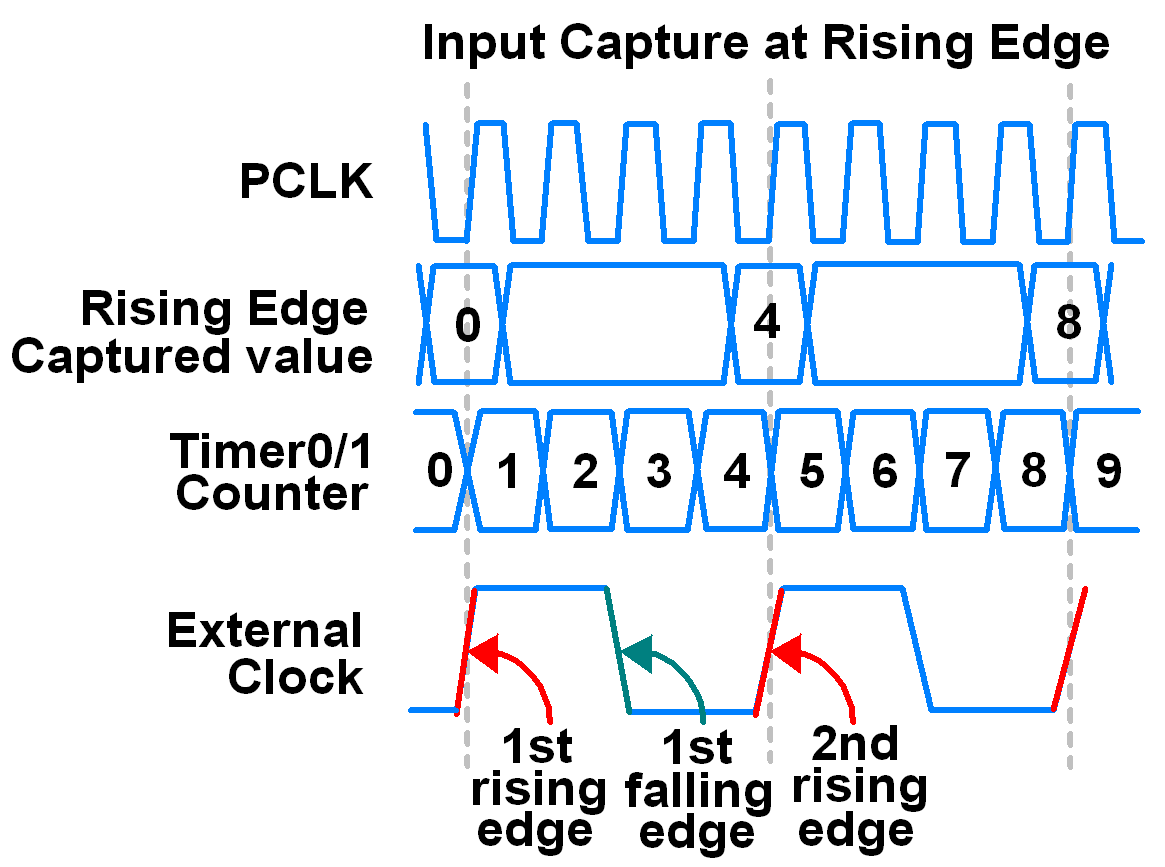 Input Capture at Rising Edge
PCLK
Rising Edge
Captured value
0 4 8
Timer0/1
Counter
0 1 2 3 4 5 6 7 8 9
External
Clock
1st
rising
edge
1st
falling
edge
2nd
rising
edge